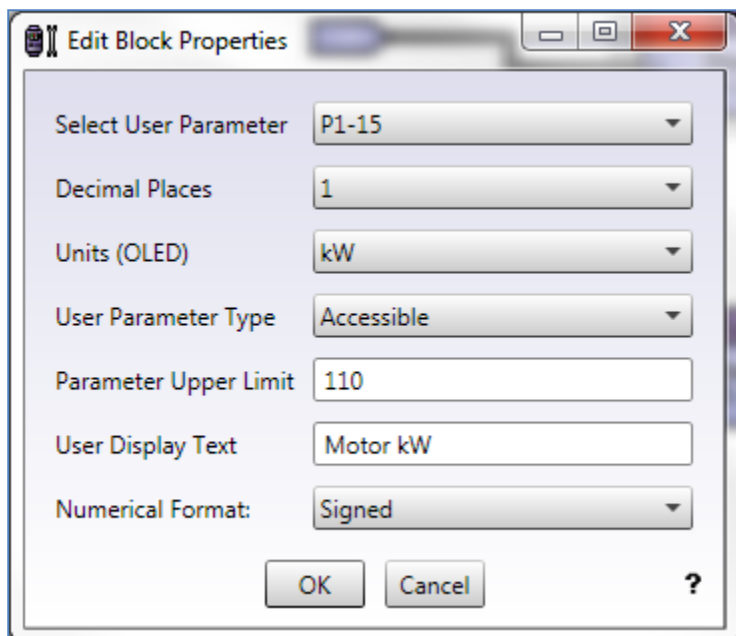 Edit Block Properties
Select User Parameter P1-15
Decimal Places 1
Units (OLED) kW
User Parameter Type Accessible
Parameter Upper Limit 110
User Display Text Motor kW
Numerical Format: Signed
OK Cancel ?